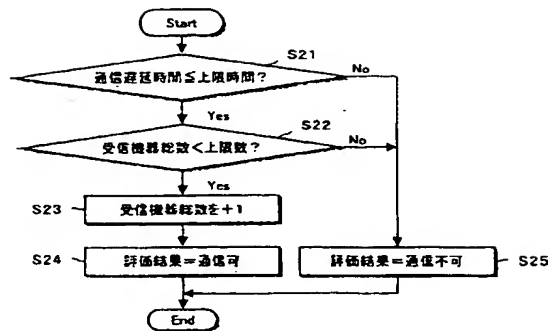 Start
S21
通信遅延時間≦上限時間?
No
Yes
S22
受信機器総数<上限数?
No
Yes
S23
受信機器総数を+1
S24
評価結果=通信可
評価結果=通信不可
S25
End